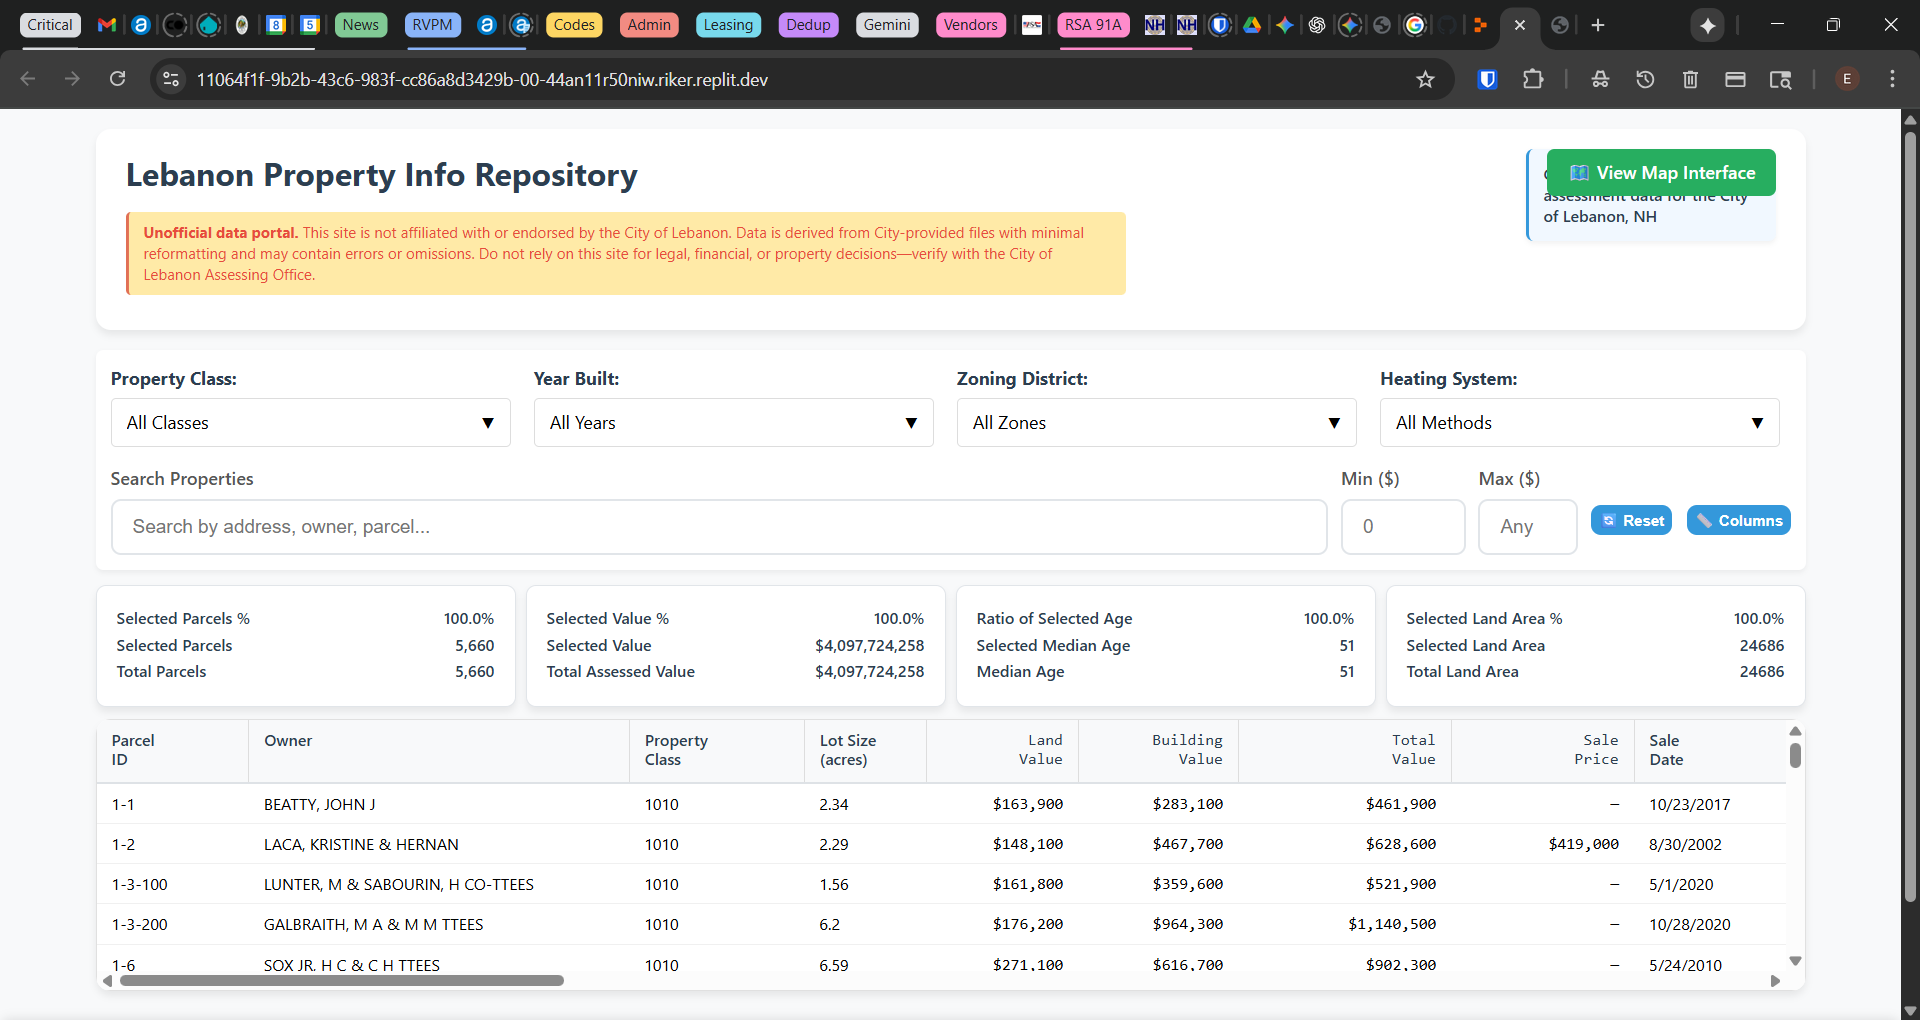 Critical
8
5
News
RVPM
Codes
Admin
Leasing
Dedup
Gemini
Vendors
RSA 91A
NH
NH
11064f1f-9b2b-43c6-983f-cc86a8d3429b-00-44an11r50niw.riker.replit.dev
E
Lebanon Property Info Repository
View Map Interface
assessment data for the City
of Lebanon, NH
Unofficial data portal. This site is not affiliated with or endorsed by the City of Lebanon. Data is derived from City-provided files with minimal
reformatting and may contain errors or omissions. Do not rely on this site for legal, financial, or property decisions—verify with the City of
Lebanon Assessing Office.
Property Class:
Year Built:
Zoning District:
Heating System:
All Classes
All Years
All Zones
All Methods
Search Properties
Min ($)
Max ($)
Search by address, owner, parcel...
0
Any
Reset
Columns
Selected Parcels % 100.0%
Selected Parcels 5,660
Total Parcels 5,660
Selected Value % 100.0%
Selected Value $4,097,724,258
Total Assessed Value $4,097,724,258
Ratio of Selected Age 100.0%
Selected Median Age 51
Median Age 51
Selected Land Area % 100.0%
Selected Land Area 24686
Total Land Area 24686
Parcel ID
Owner
Property Class
Lot Size (acres)
Land Value
Building Value
Total Value
Sale Price
Sale Date
1-1 BEATTY, JOHN J 1010 2.34 $163,900 $283,100 $461,900 – 10/23/2017
1-2 LACA, KRISTINE & HERNAN 1010 2.29 $148,100 $467,700 $628,600 $419,000 8/30/2002
1-3-100 LUNTER, M & SABOURIN, H CO-TTEES 1010 1.56 $161,800 $359,600 $521,900 – 5/1/2020
1-3-200 GALBRAITH, M A & M M TTEES 1010 6.2 $176,200 $964,300 $1,140,500 – 10/28/2020
1-6 SOX JR, H C & C H TTEES 1010 6.59 $271,100 $616,700 $902,300 – 5/24/2010